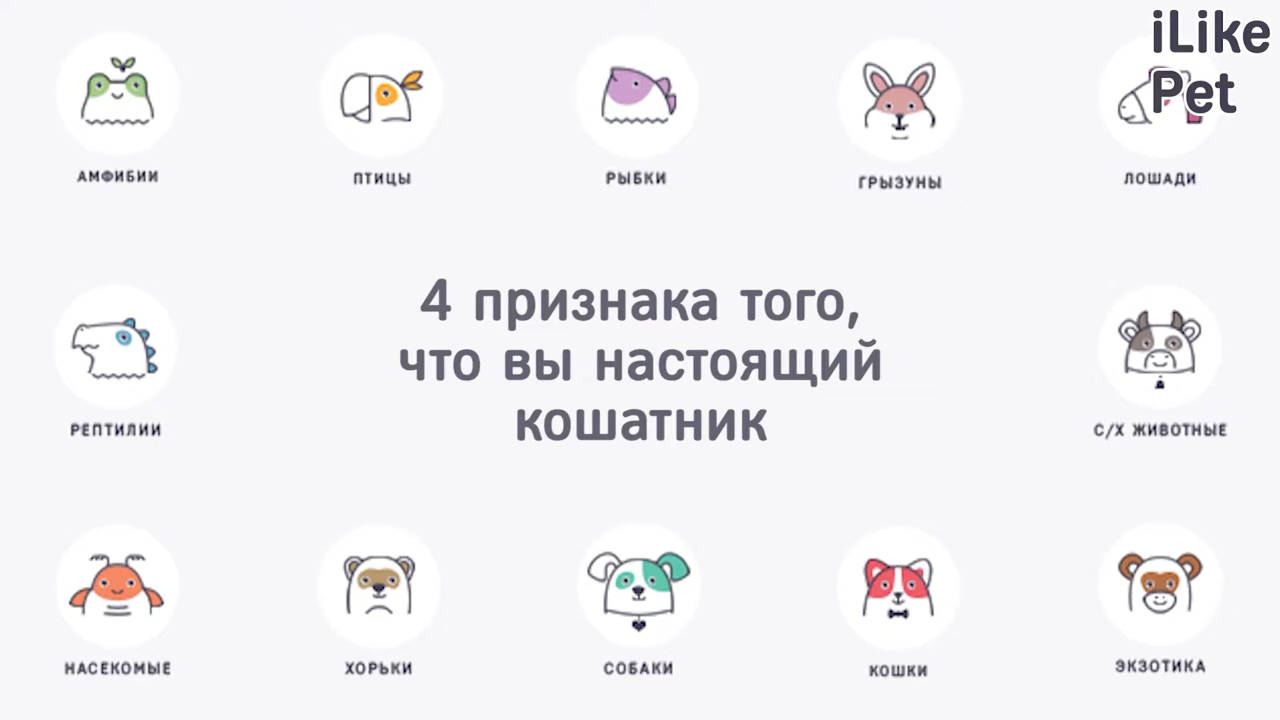 iLike
Pet
АМФИБИИ
ПТИЦЫ
РЫБКИ
ГРЫЗУНЫ
ЛОШАДИ
4 признака того,
что вы настоящий
кошатник
РЕПТИЛИИ
С/Х ЖИВОТНЫЕ
НАСЕКОМЫЕ
ХОРЬКИ
СОБАКИ
КОШКИ
ЭКЗОТИКА